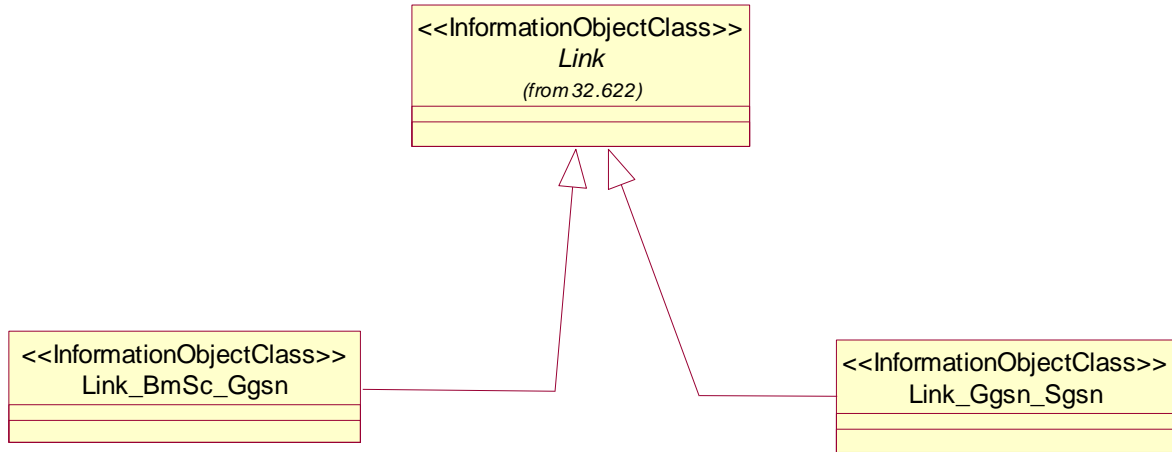 <<InformationObjectClass>>
Link
(from 32.622)
<<InformationObjectClass>>
Link_BmSc_Ggsn
<<InformationObjectClass>>
Link_Ggsn_Sgsn